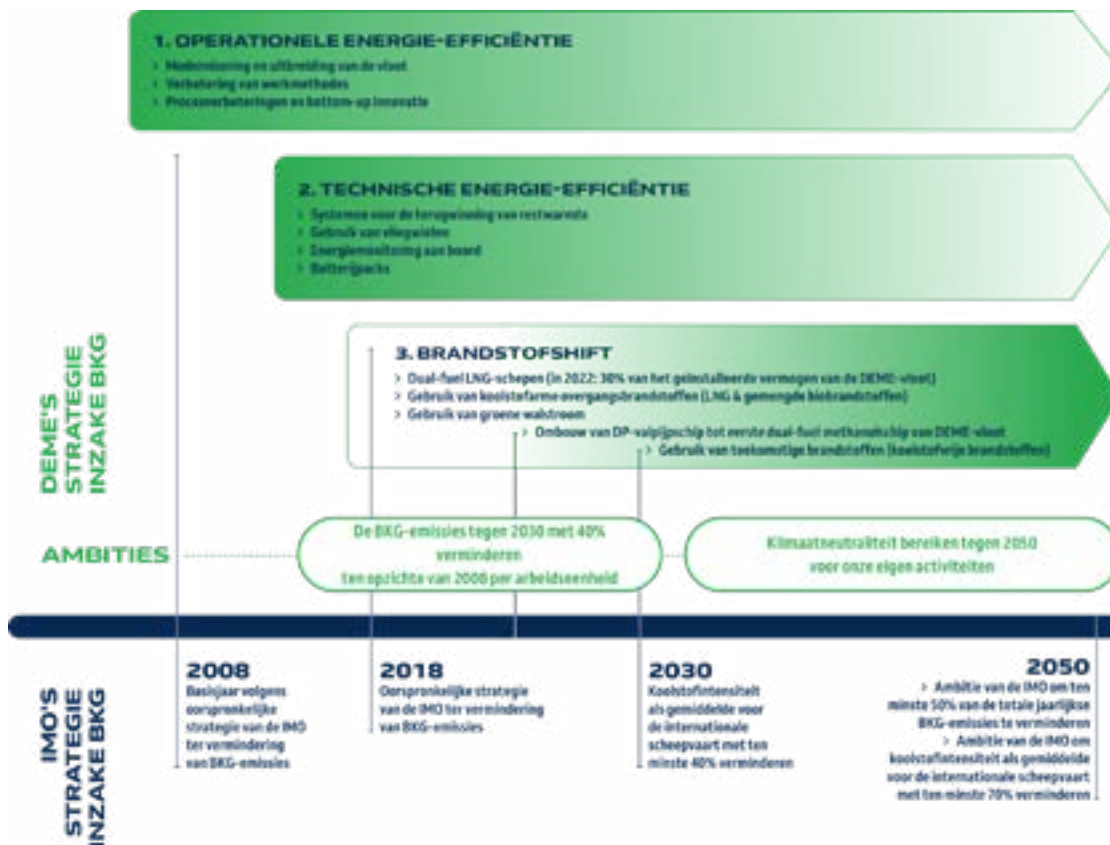 1. OPERATIONELE ENERGIE-EFFICIËNTIE
> Modernisering en uitbreiding van de vloot
> Verbetering van werkmethodes
> Procesverbeteringen en bottom-up innovatie
2. TECHNISCHE ENERGIE-EFFICIËNTIE
> Systemen voor de terugwinning van restwarmte
> Gebruik van vliegwielen
> Energiemonitoring aan boord
> Batterijpacks
DEME'S
STRATEGIE
INZAKE BKG
3. BRANDSTOFSHIFT
> Dual-fuel LNG-schepen (in 2022: 30% van het geïnstalleerde vermogen van de DEME-vloot)
> Gebruik van koolstofarme overgangsbrandstoffen (LNG & gemengde biobrandstoffen)
> Gebruik van groene walstroom
> Ombouw van DP-valpijpschip tot eerste dual-fuel methanolschip van DEME-vloot
> Gebruik van toekomstige brandstoffen (koolstofvrije brandstoffen)
AMBITIES
De BKG-emissies tegen 2030 met 40%
verminderen
ten opzichte van 2008 per arbeidseenheid
Klimaatneutraliteit bereiken tegen 2050
voor onze eigen activiteiten
IMO'S
STRATEGIE
INZAKE BKG
2008
Basisjaar volgens
oorspronkelijke
strategie van de IMO
ter vermindering
van BKG-emissies
2018
Oorspronkelijke strategie
van de IMO ter vermindering
van BKG-emissies
2030
Koolstofintensiteit
als gemiddelde voor
de internationale
scheepvaart met ten
minste 40% verminderen
2050
> Ambitie van de IMO om ten
minste 50% van de totale jaarlijkse
BKG-emissies te verminderen
> Ambitie van de IMO om
koolstofintensiteit als gemiddelde
voor de internationale scheepvaart
met ten minste 70% verminderen